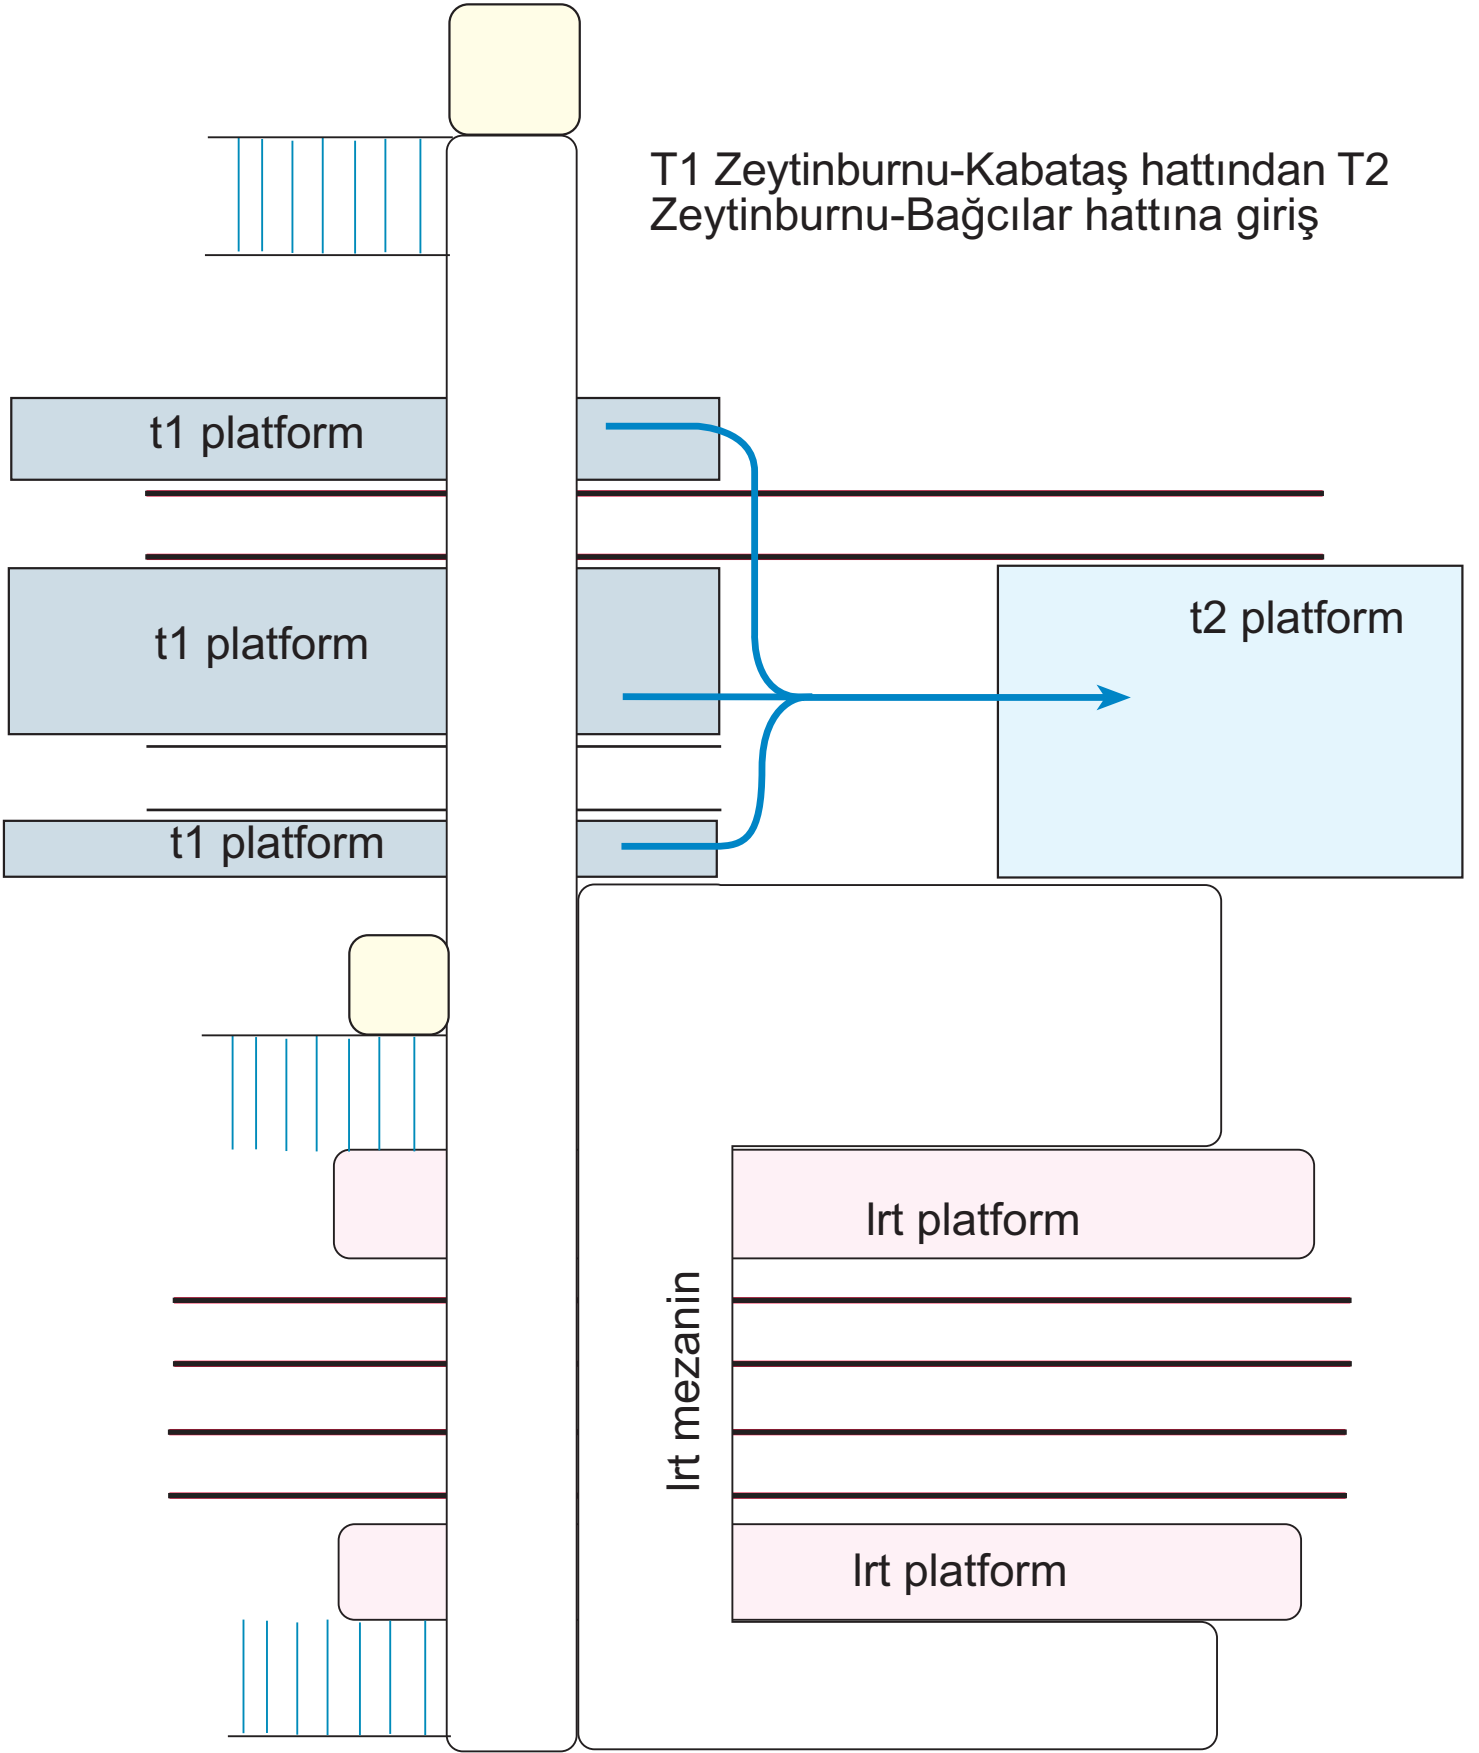 T1 Zeytinburnu-Kabataş hattından T2
Zeytinburnu-Bağcılar hattına giriş
t1 platform
t1 platform
t2 platform
t1 platform
lrt platform
lrt mezanin
lrt platform